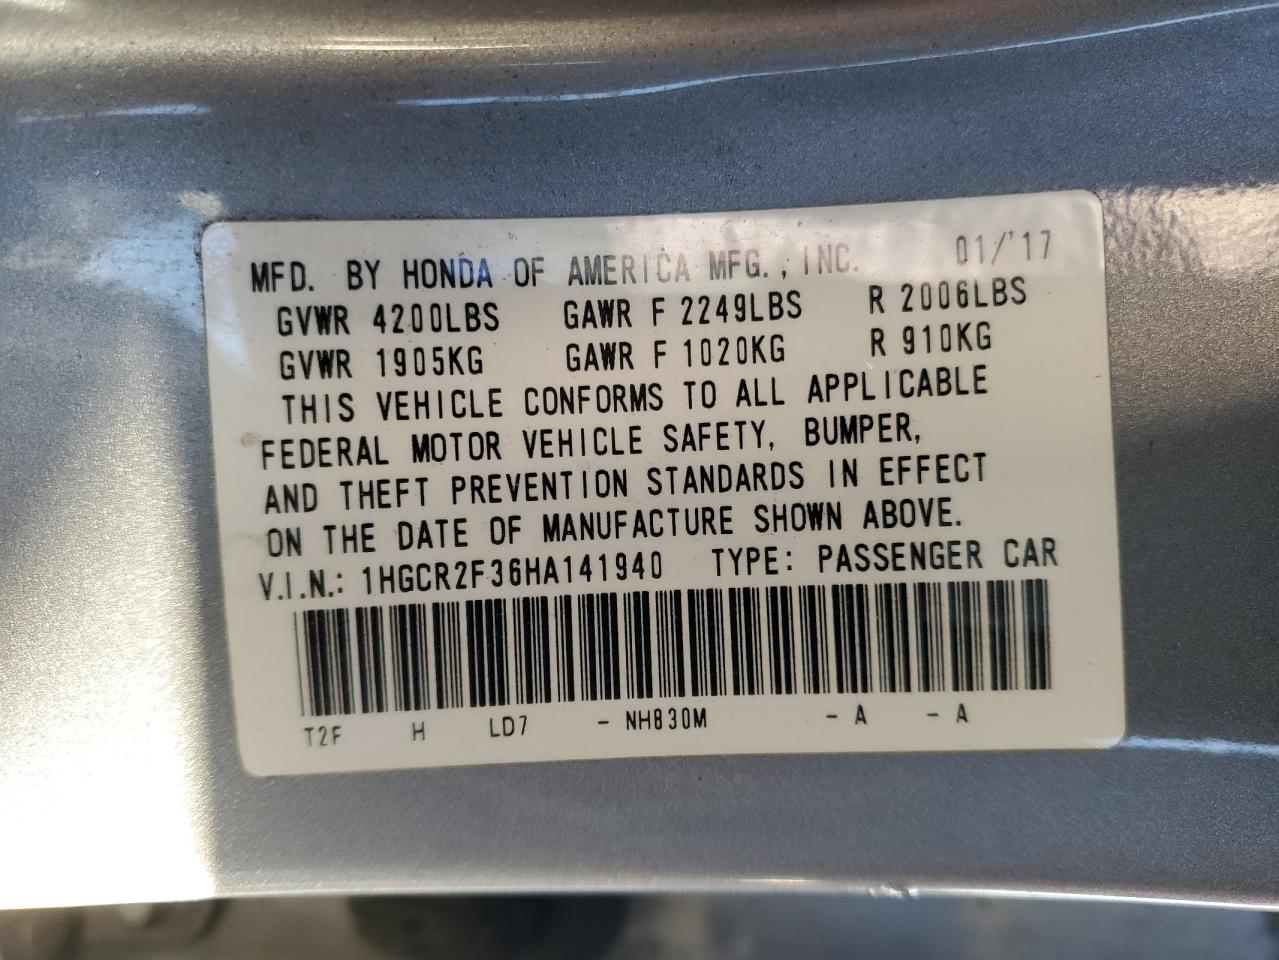 MFD. BY HONDA OF AMERICA MFG., INC. 01/'17
GVWR 4200LBS GAWR F 2249LBS R 2006LBS
GVWR 1905KG GAWR F 1020KG R 910KG
THIS VEHICLE CONFORMS TO ALL APPLICABLE
FEDERAL MOTOR VEHICLE SAFETY, BUMPER,
AND THEFT PREVENTION STANDARDS IN EFFECT
ON THE DATE OF MANUFACTURE SHOWN ABOVE.
V.I.N.: 1HGCR2F36HA141940 TYPE: PASSENGER CAR
T2F H LD7 - NH830M - A - A